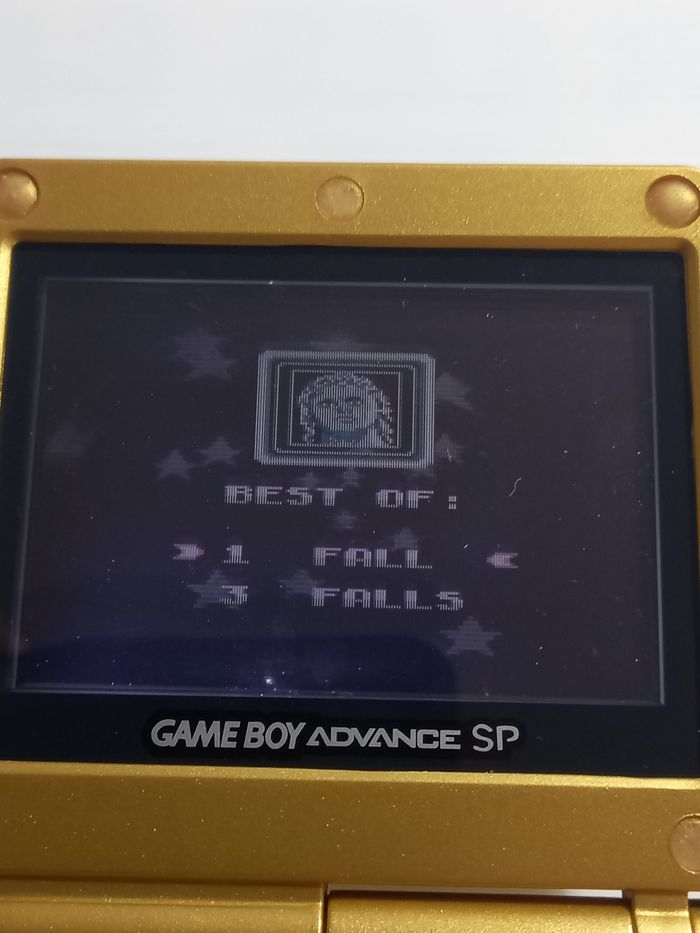 BEST OF:
1 FALL
3 FALLS
GAME BOY ADVANCE SP